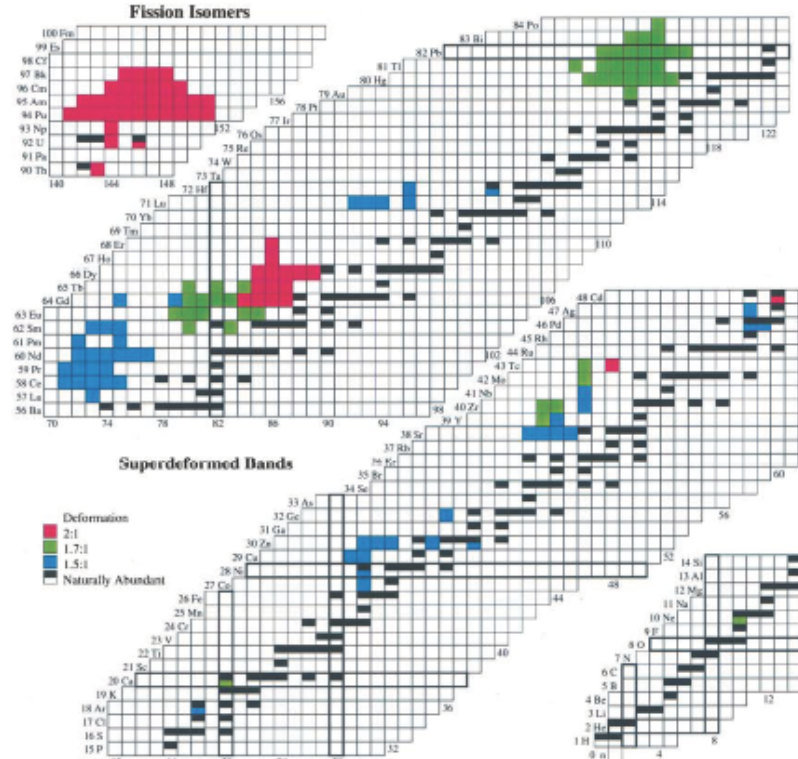 Fission Isomers
100 Fm
99 Es
98 Cf
97 Bk
96 Cm
95 Am
94 Pu
93 Np
92 U
91 Pa
90 Th
140
144
148
152
156
84 Po
83 Bi
82 Pb
81 Tl
80 Hg
79 Au
78 Pt
77 Ir
76 Os
75 Re
74 W
73 Ta
72 Hf
71 Lu
70 Yb
69 Tm
68 Er
67 Ho
66 Dy
65 Tb
64 Gd
63 Eu
62 Sm
61 Pm
60 Nd
59 Pr
58 Ce
57 La
56 Ba
70
74
78
82
86
90
94
98
102
106
110
114
118
122
48 Cd
47 Ag
46 Pd
45 Rh
44 Ru
43 Tc
42 Mo
41 Nb
40 Zr
39 Y
38 Sr
37 Rb
36 Kr
35 Br
34 Se
33 As
32 Ge
31 Ga
30 Zn
29 Cu
28 Ni
27 Co
26 Fe
25 Mn
24 Cr
23 V
22 Ti
21 Sc
20 Ca
19 K
18 Ar
17 Cl
16 S
15 P
32
36
40
44
48
52
56
60
Superdeformed Bands
Deformation
2:1
1.7:1
1.5:1
Naturally Abundant
14 Si
13 Al
12 Mg
11 Na
10 Ne
9 F
8 O
7 N
6 C
5 B
4 Be
3 Li
2 He
1 H
0 n
4
8
12